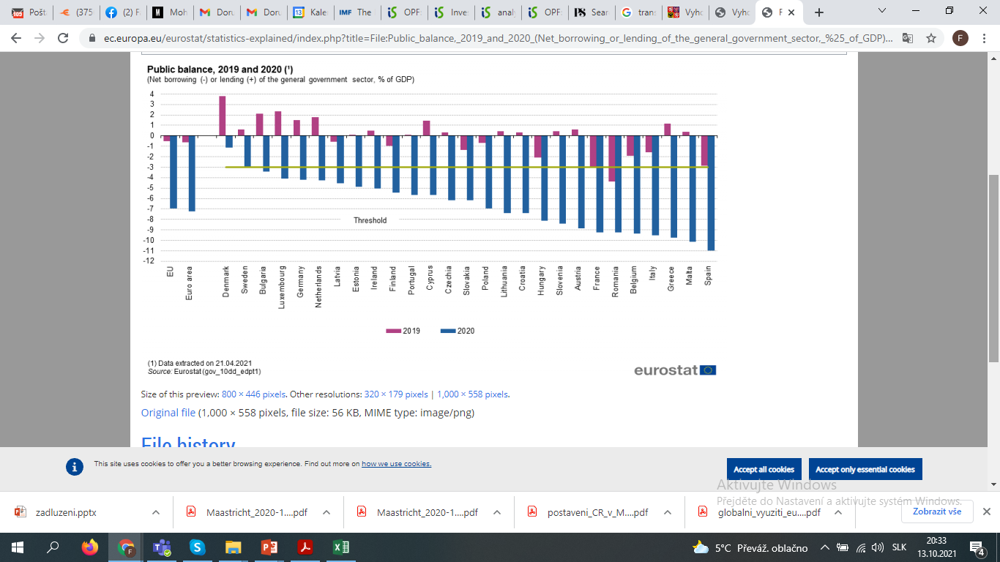 Pošt
(375
(2) F
Moh
Doru
Doru
Kale
IMF The
OPF:
Inve:
anal
OPF:
Sear
tran:
Vyho
Vyho
F
ec.europa.eu/eurostat/statistics-explained/index.php?title=File:Public_balance,_2019_and_2020_(Net_borrowing_or_lending_of_the_general_government_sector,_%25_of_GDP)...
F
Public balance, 2019 and 2020 (¹)
(Net borrowing (-) or lending (+) of the general government sector, % of GDP)
4
3
2
1
0
-1
-2
-3
-4
-5
-6
-7
-8
-9
-10
-11
-12
Threshold
EU
Euro area
Denmark
Sweden
Bulgaria
Luxembourg
Germany
Netherlands
Latvia
Estonia
Ireland
Finland
Portugal
Cyprus
Czechia
Slovakia
Poland
Lithuania
Croatia
Hungary
Slovenia
Austria
France
Romania
Belgium
Italy
Greece
Malta
Spain
2019 2020
(1) Data extracted on 21.04.2021
Source: Eurostat (gov_10dd_edpt1)
eurostat
Size of this preview: 800 × 446 pixels. Other resolutions: 320 × 179 pixels | 1,000 × 558 pixels.
Original file (1,000 × 558 pixels, file size: 56 KB, MIME type: image/png)
File history
This site uses cookies to offer you a better browsing experience. Find out more on how we use cookies.
Accept all cookies
Accept only essential cookies
Aktivujte Windows
Přejděte do Nastavení a aktivujte systém Windows.
zadluzeni.pptx
Maastricht_2020-1....pdf
Maastricht_2020-1....pdf
postaveni_CR_v_M....pdf
globalni_vyuziti_eu....pdf
Zobrazit vše
5°C Převáž. oblačno
SLK
20:33
13.10.2021
4